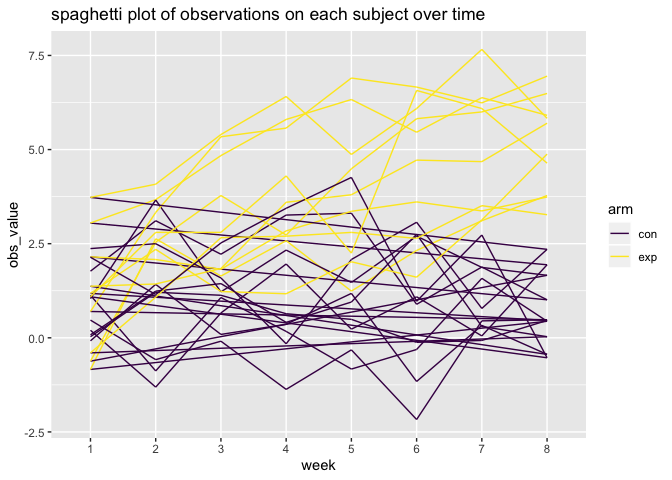 spaghetti plot of observations on each subject over time
7.5
5.0
2.5
0.0
-2.5
obs_value
1 2 3 4 5 6 7 8
week
arm
con
exp